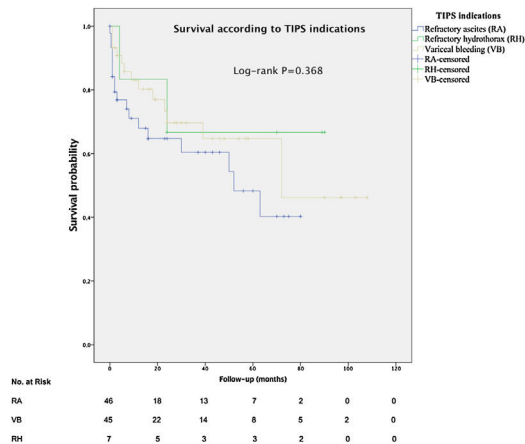 Survival according to TIPS indications
Log-rank P=0.368
TIPS indications
Refractory ascites (RA)
Refractory hydrothorax (RH)
Variceal bleeding (VB)
RA-censored
RH-censored
VB-censored
Survival probability
1,0
0,8
0,6
0,4
0,2
0,0
0 20 40 60 80 100 120
Follow-up (months)
No. at Risk
RA 46 18 13 7 2 0 0
VB 45 22 14 8 5 2 0
RH 7 5 3 3 2 0 0